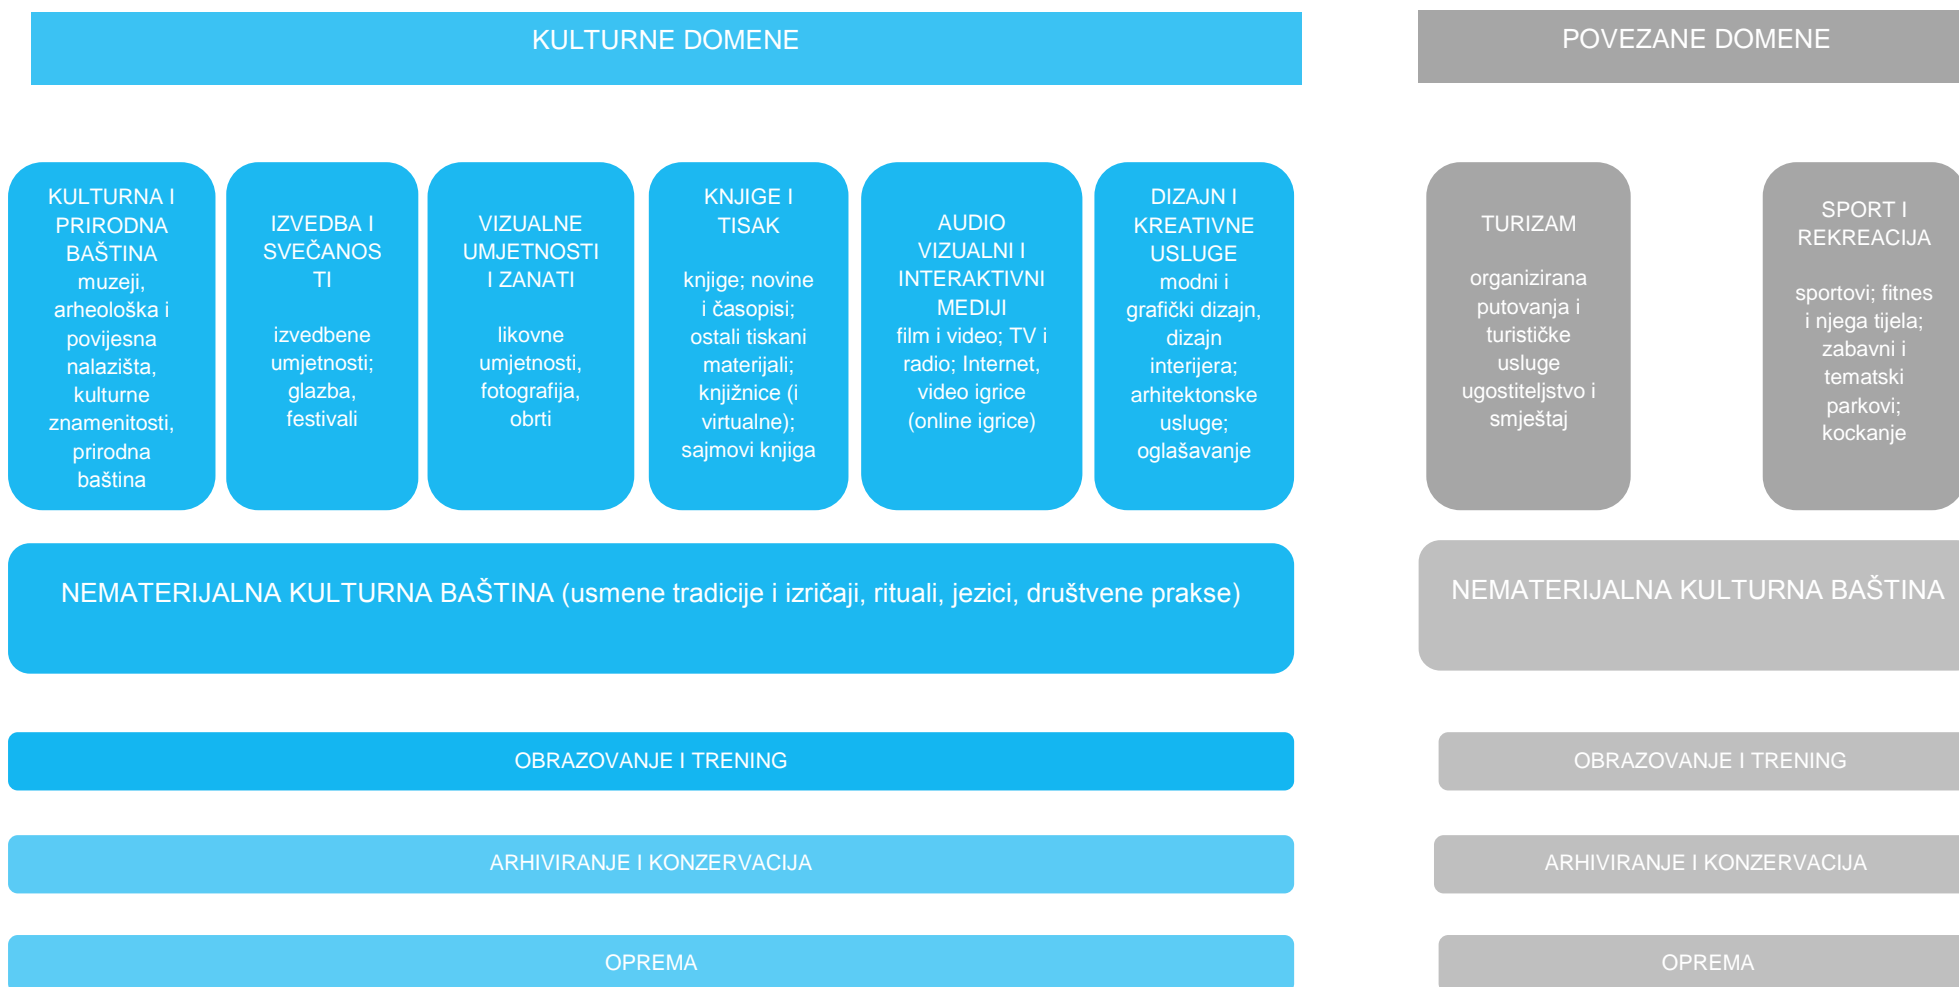 KULTURNE DOMENE
POVEZANE DOMENE
KULTURNA I
PRIRODNA
BAŠTINA
muzeji,
arheološka i
povijesna
nalazišta,
kulturne
znamenitosti,
prirodna
baština
IZVEDBA I
SVEČANOS
TI
izvedbene
umjetnosti;
glazba,
festivali
VIZUALNE
UMJETNOSTI
I ZANATI
likovne
umjetnosti,
fotografija,
obrti
KNJIGE I
TISAK
knjige; novine
i časopisi;
ostali tiskani
materijali;
knjižnice (i
virtualne);
sajmovi knjiga
AUDIO
VIZUALNI I
INTERAKTIVNI
MEDIJI
film i video; TV i
radio; Internet,
video igrice
(online igrice)
DIZAJN I
KREATIVNE
USLUGE
modni i
grafički dizajn,
dizajn
interijera;
arhitektonske
usluge;
oglašavanje
TURIZAM
organizirana
putovanja i
turističke
usluge
ugostiteljstvo i
smještaj
SPORT I
REKREACIJA
sportovi; fitnes
i njega tijela;
zabavni i
tematski
parkovi;
kockanje
NEMATERIJALNA KULTURNA BAŠTINA (usmene tradicije i izričaji, rituali, jezici, društvene prakse)
NEMATERIJALNA KULTURNA BAŠTINA
OBRAZOVANJE I TRENING
OBRAZOVANJE I TRENING
ARHIVIRANJE I KONZERVACIJA
ARHIVIRANJE I KONZERVACIJA
OPREMA
OPREMA